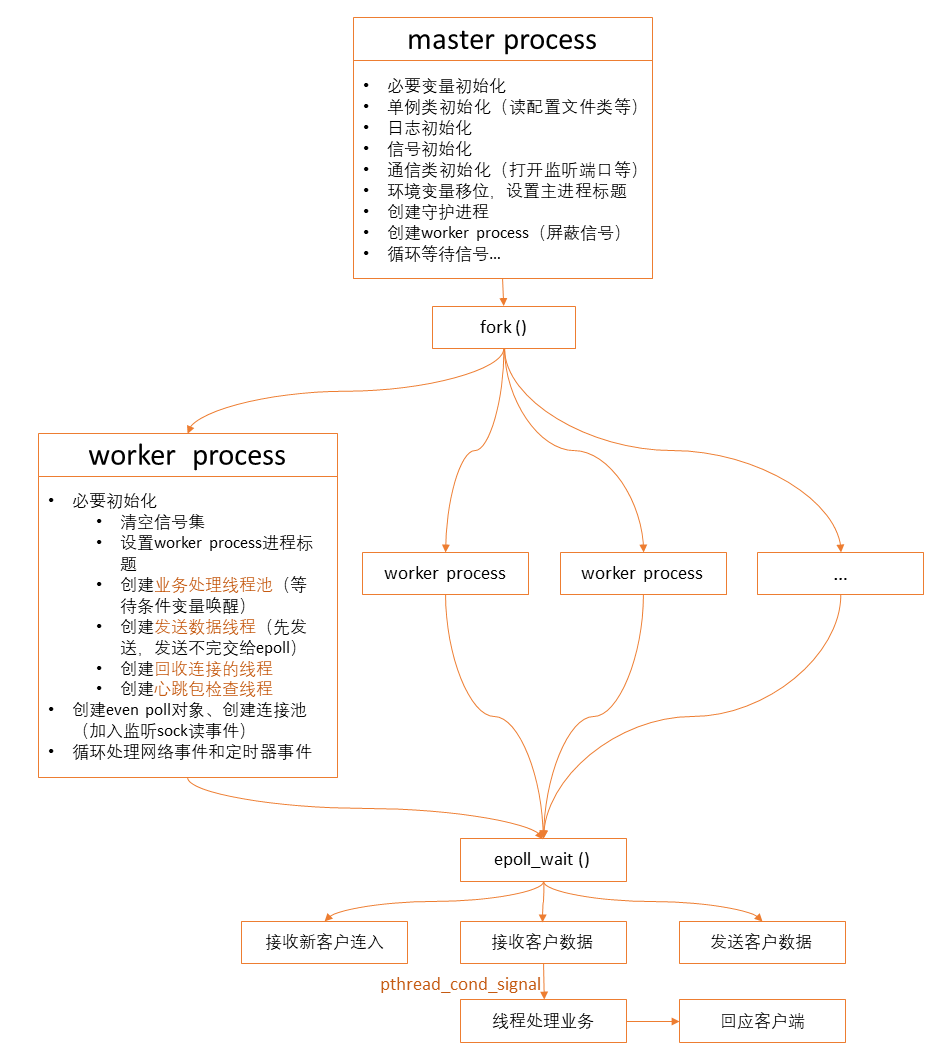 master process
• 必要变量初始化
• 单例类初始化（读配置文件类等）
• 日志初始化
• 信号初始化
• 通信类初始化（打开监听端口等）
• 环境变量移位，设置主进程标题
• 创建守护进程
• 创建worker process（屏蔽信号）
• 循环等待信号...
fork ()
worker process
• 必要初始化
• 清空信号集
• 设置worker process进程标
题
• 创建业务处理线程池（等
待条件变量唤醒）
• 创建发送数据线程（先发
送，发送不完交给epoll）
• 创建回收连接的线程
• 创建心跳包检查线程
• 创建even poll对象、创建连接池
（加入监听sock读事件）
• 循环处理网络事件和定时器事件
worker process
worker process
...
epoll_wait ()
接收新客户连入
接收客户数据
发送客户数据
pthread_cond_signal
线程处理业务
回应客户端